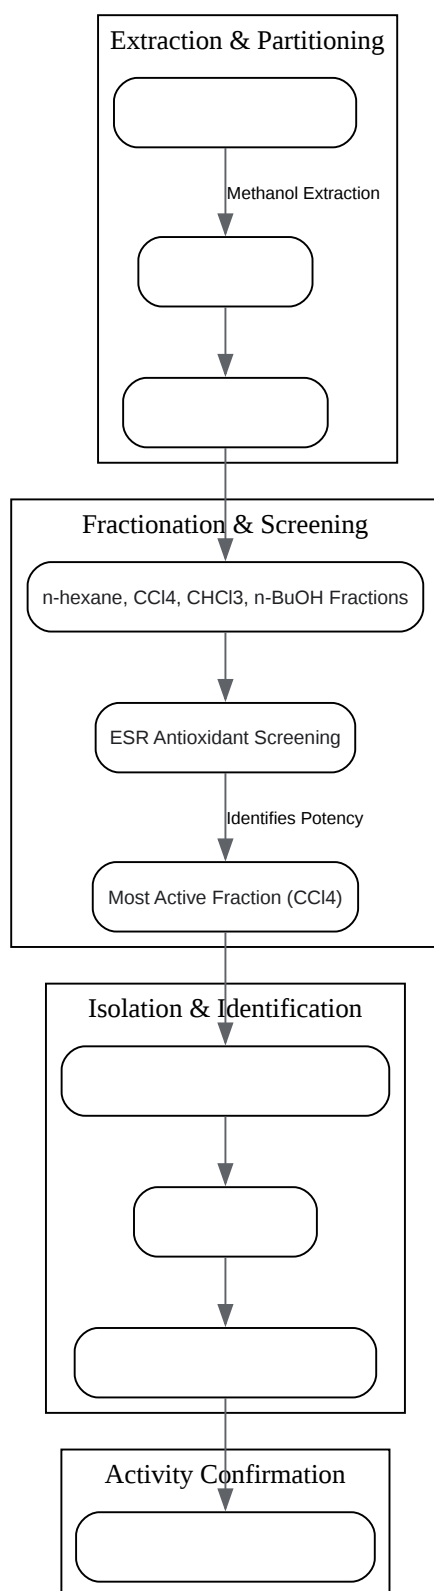 Extraction & Partitioning
Methanol Extraction
Fractionation & Screening
n-hexane, CCl4, CHCl3, n-BuOH Fractions
ESR Antioxidant Screening
Identifies Potency
Most Active Fraction (CCl4)
Isolation & Identification
Activity Confirmation